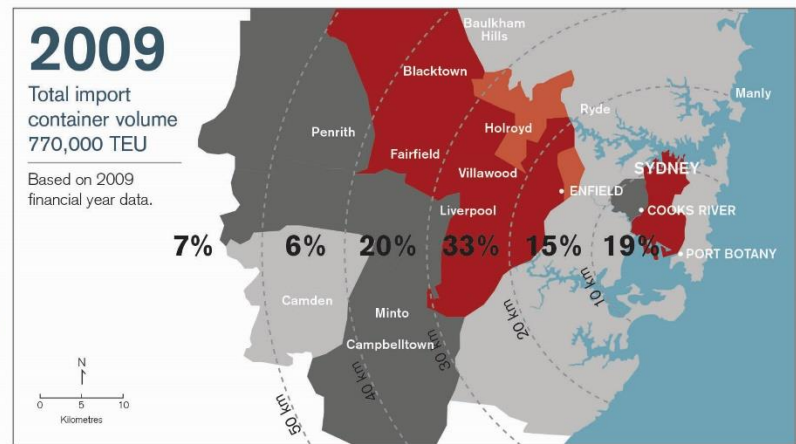 2009
Total import
container volume
770,000 TEU
Based on 2009
financial year data.
Baulkham
Hills
Blacktown
Manly
Ryde
Penrith
Holroyd
Fairfield
Villawood
SYDNEY
ENFIELD
Liverpool
COOKS RIVER
7% 6% 20% 33% 15% 19%
PORT BOTANY
Camden
Minto
Campbelltown
10 km
20 km
30 km
40 km
50 km
N
0 5 10
Kilometres